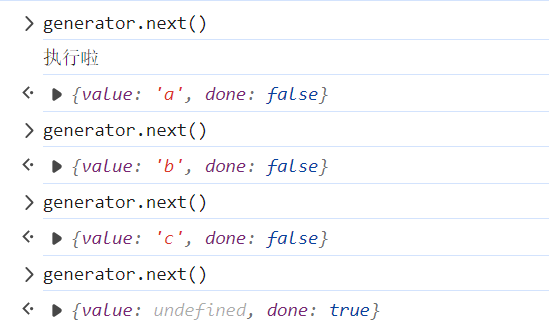 generator.next()
执行啦
{value: 'a', done: false}
generator.next()
{value: 'b', done: false}
generator.next()
{value: 'c', done: false}
generator.next()
{value: undefined, done: true}